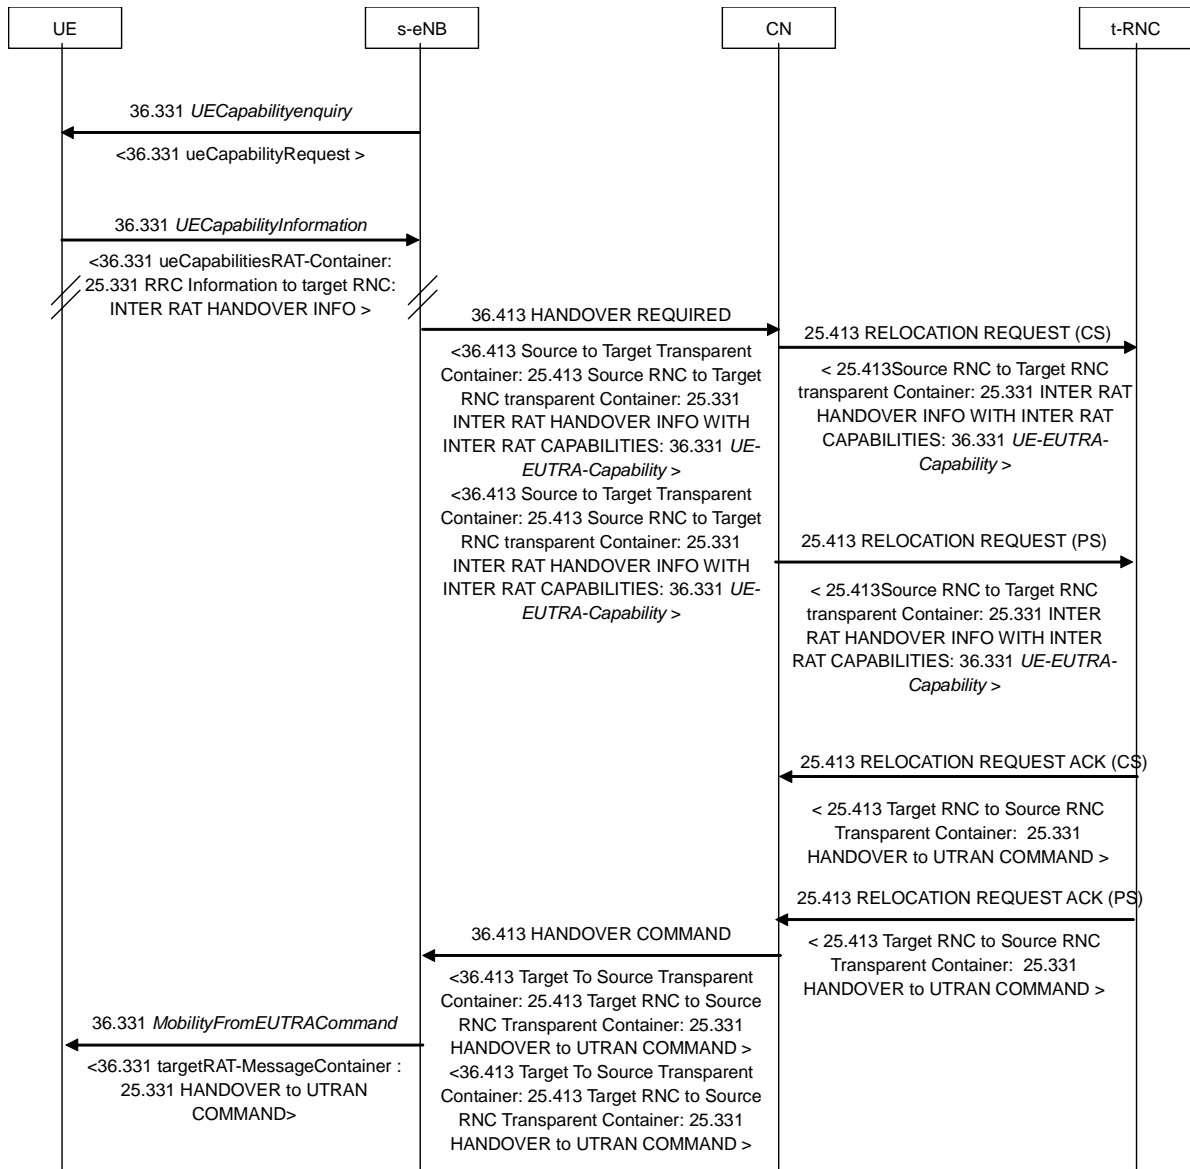 UE
s-eNB
CN
t-RNC
36.331 UECapabilityenquiry
<36.331 ueCapabilityRequest >
36.331 UECapabilityInformation
<36.331 ueCapabilitiesRAT-Container:
25.331 RRC Information to target RNC:
INTER RAT HANDOVER INFO >
36.413 HANDOVER REQUIRED
<36.413 Source to Target Transparent
Container: 25.413 Source RNC to Target
RNC transparent Container: 25.331
INTER RAT HANDOVER INFO WITH
INTER RAT CAPABILITIES: 36.331 UE-
EUTRA-Capability >
<36.413 Source to Target Transparent
Container: 25.413 Source RNC to Target
RNC transparent Container: 25.331
INTER RAT HANDOVER INFO WITH
INTER RAT CAPABILITIES: 36.331 UE-
EUTRA-Capability >
25.413 RELOCATION REQUEST (CS)
< 25.413Source RNC to Target RNC
transparent Container: 25.331 INTER RAT
HANDOVER INFO WITH INTER RAT
CAPABILITIES: 36.331 UE-EUTRA-
Capability >
25.413 RELOCATION REQUEST (PS)
< 25.413Source RNC to Target RNC
transparent Container: 25.331 INTER
RAT HANDOVER INFO WITH INTER
RAT CAPABILITIES: 36.331 UE-EUTRA-
Capability >
25.413 RELOCATION REQUEST ACK (CS)
< 25.413 Target RNC to Source RNC
Transparent Container:  25.331
HANDOVER to UTRAN COMMAND >
25.413 RELOCATION REQUEST ACK (PS)
< 25.413 Target RNC to Source RNC
Transparent Container:  25.331
HANDOVER to UTRAN COMMAND >
36.413 HANDOVER COMMAND
<36.413 Target To Source Transparent
Container: 25.413 Target RNC to Source
RNC Transparent Container: 25.331
HANDOVER to UTRAN COMMAND >
<36.413 Target To Source Transparent
Container: 25.413 Target RNC to Source
RNC Transparent Container: 25.331
HANDOVER to UTRAN COMMAND >
36.331 MobilityFromEUTRACommand
<36.331 targetRAT-MessageContainer :
25.331 HANDOVER to UTRAN
COMMAND>